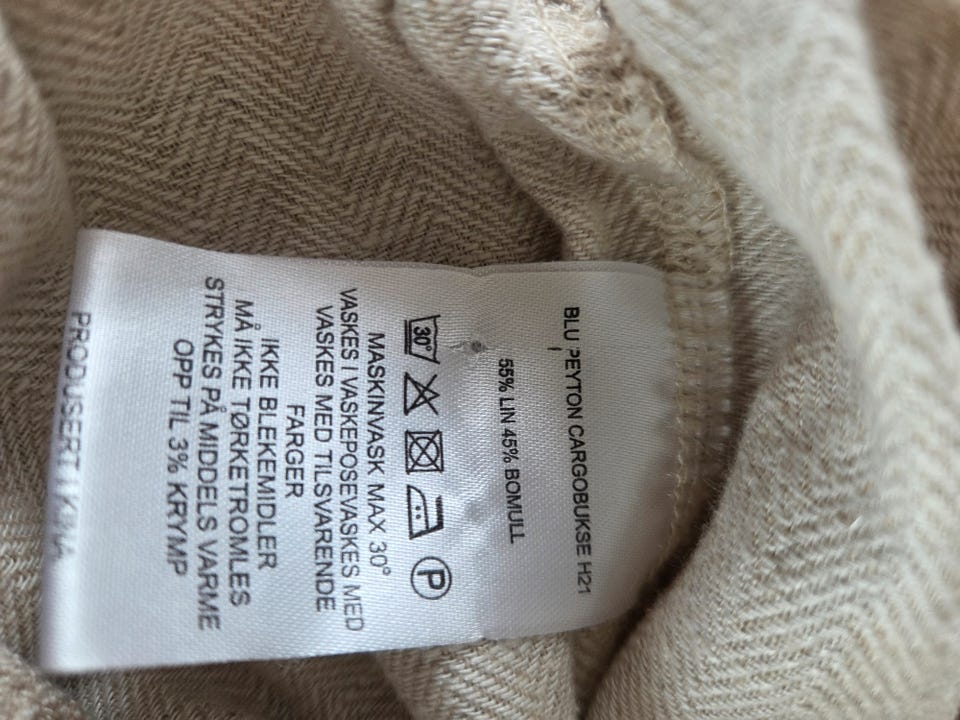 BLU PEYTON CARGOBUKSE H21
55% LIN 45% BOMULL
30° P
MASKINVASK MAX 30°
VASKES I VASKEPOSEVASKES MED
VASKES MED TILSVARENDE
FARGER
IKKE BLEKEMIDLER
MÅ IKKE TØRKETROMLES
STRYKES PÅ MIDDELS VARME
OPP TIL 3% KRYMP
PRODUSERT I KINA